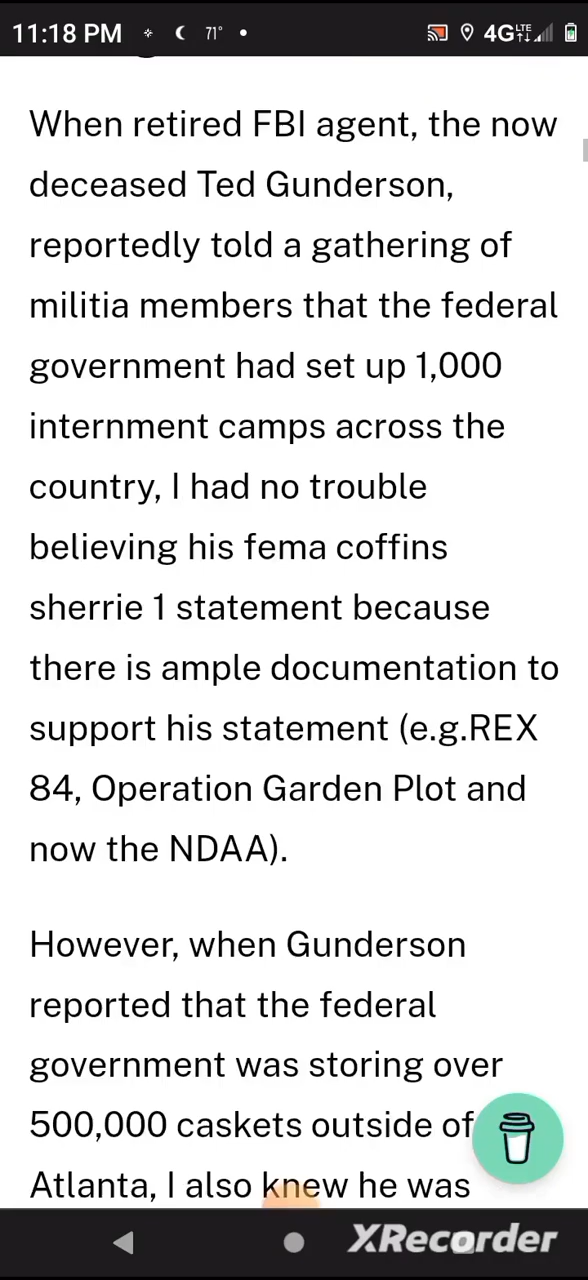 11:18 PM 71° • 4G LTE
When retired FBI agent, the now
deceased Ted Gunderson,
reportedly told a gathering of
militia members that the federal
government had set up 1,000
internment camps across the
country, I had no trouble
believing his fema coffins
sherrie 1 statement because
there is ample documentation to
support his statement (e.g.REX
84, Operation Garden Plot and
now the NDAA).
However, when Gunderson
reported that the federal
government was storing over
500,000 caskets outside of
Atlanta, I also knew he was
XRecorder